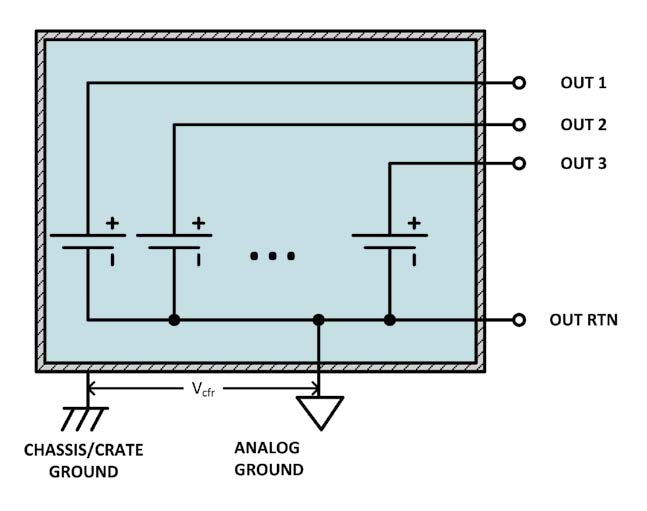 OUT 1
OUT 2
OUT 3
+
+
+
–
–
–
...
OUT RTN
Vcfr
CHASSIS/CRATE
GROUND
ANALOG
GROUND